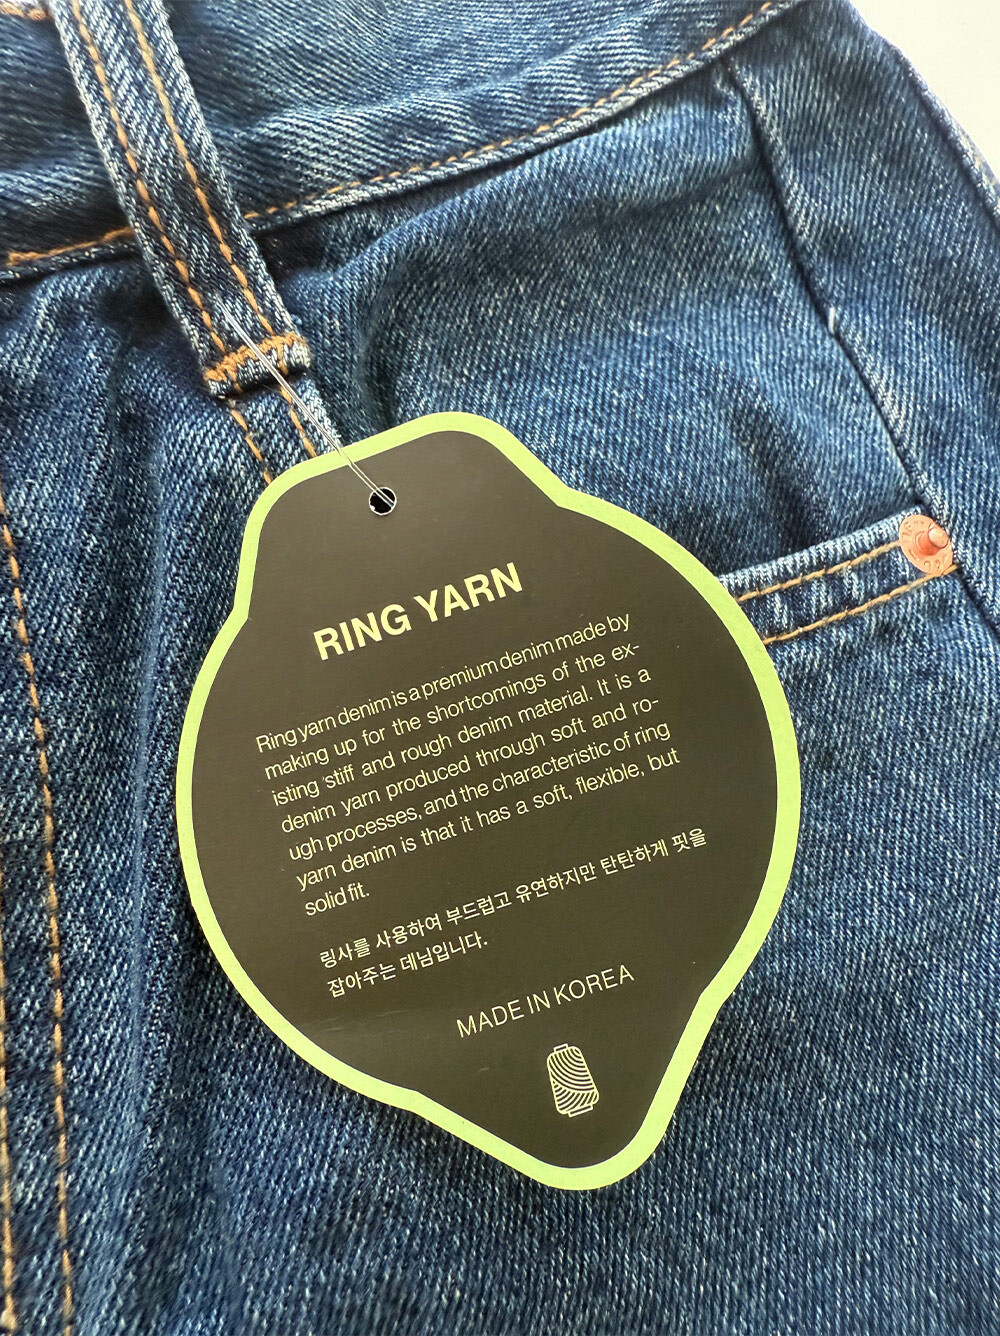 RING YARN
Ring yarn denim is a premium denim made by
making up for the shortcomings of the ex-
isting stiff and rough denim material. It is a
denim yarn produced through soft and ro-
ugh processes, and the characteristic of ring
yarn denim is that it has a soft, flexible, but
solid fit.
링사를 사용하여 부드럽고 유연하지만 탄탄하게 핏을
잡아주는 데님입니다.
MADE IN KOREA